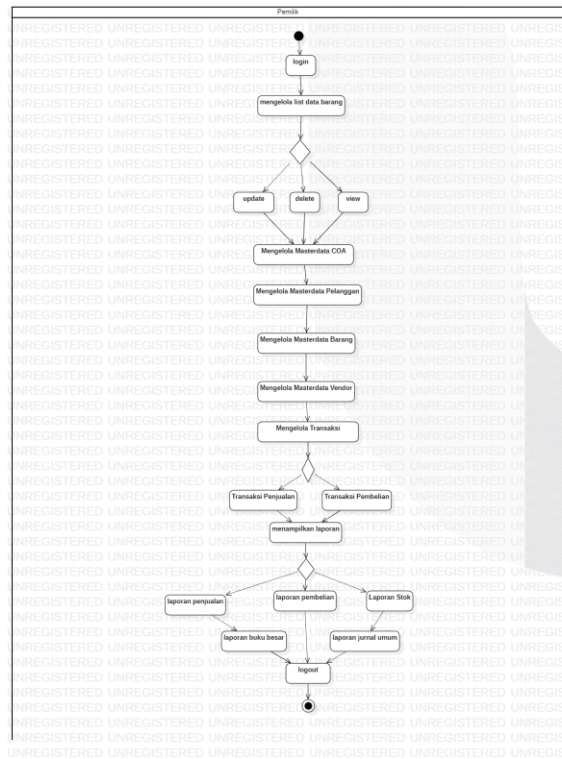 Pemilik
login
mengelola list data barang
update
delete
view
Mengelola Masterdata COA
Mengelola Masterdata Pelanggan
Mengelola Masterdata Barang
Mengelola Masterdata Vendor
Mengelola Transaksi
Transaksi Penjualan
Transaksi Pembelian
menampilkan laporan
laporan penjualan
laporan pembelian
Laporan Stok
laporan buku besar
laporan jurnal umum
logout